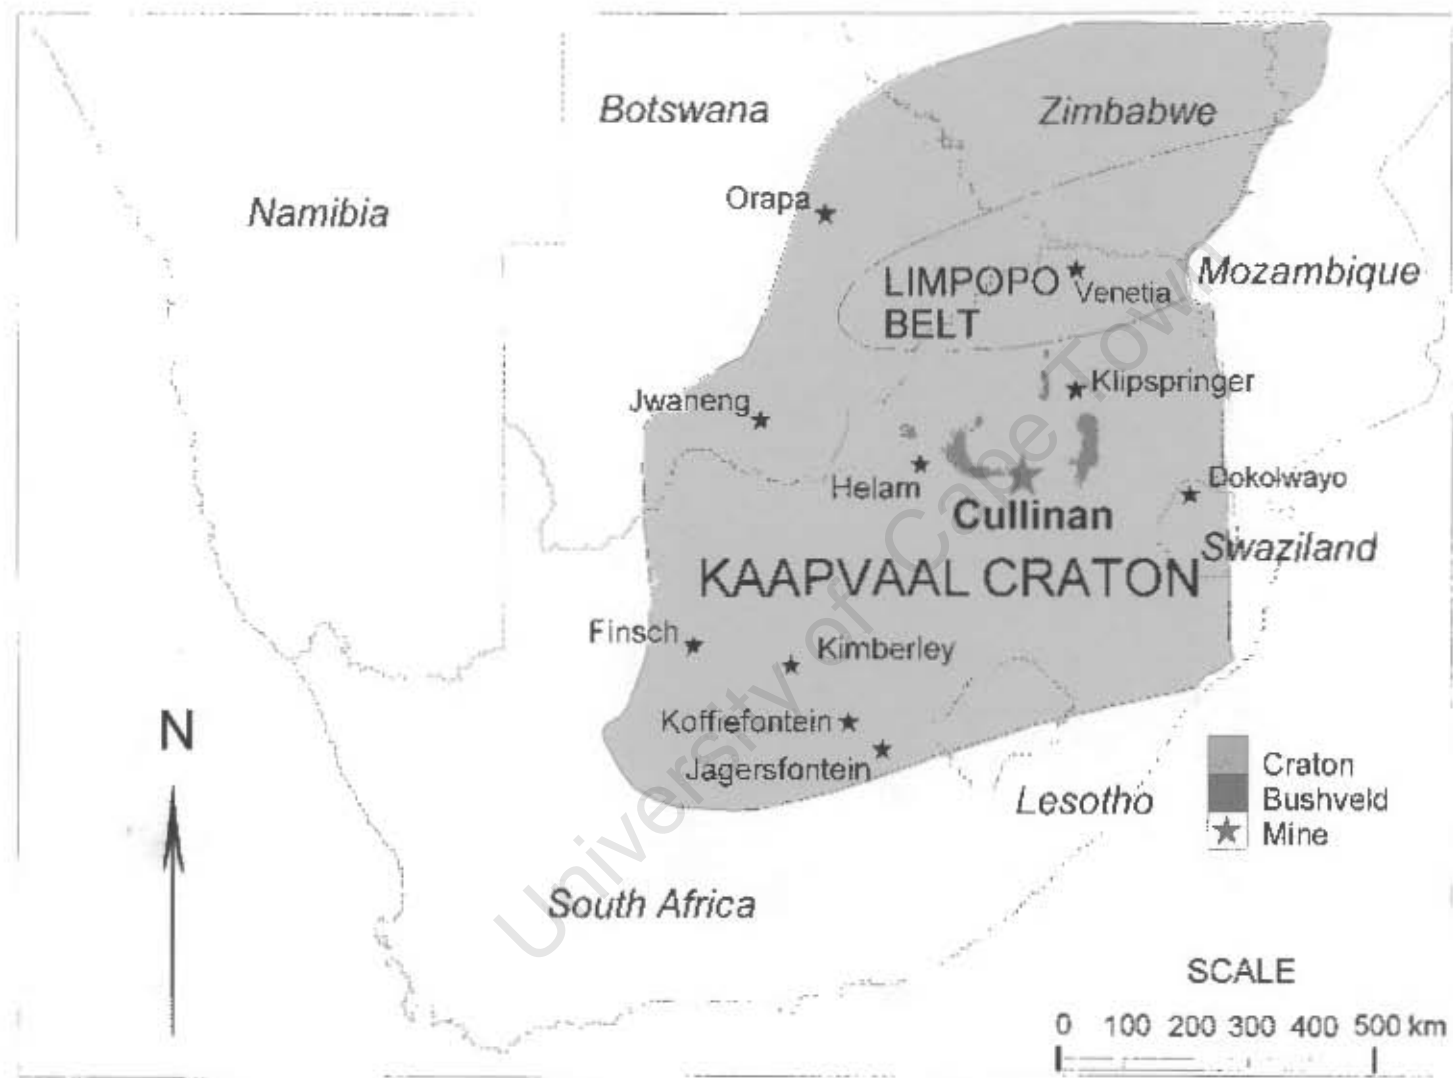 Botswana
Zimbabwe
Namibia
Orapa
LIMPOPO
BELT
Venetia
Mozambique
Klipspringer
Jwaneng
Helam
Cullinan
Dokolwayo
Swaziland
KAAPVAAL CRATON
Finsch
Kimberley
Koffiefontein
Jagersfontein
N
Lesotho
Craton
Bushveld
Mine
South Africa
SCALE
0 100 200 300 400 500 km
University of Cape Town